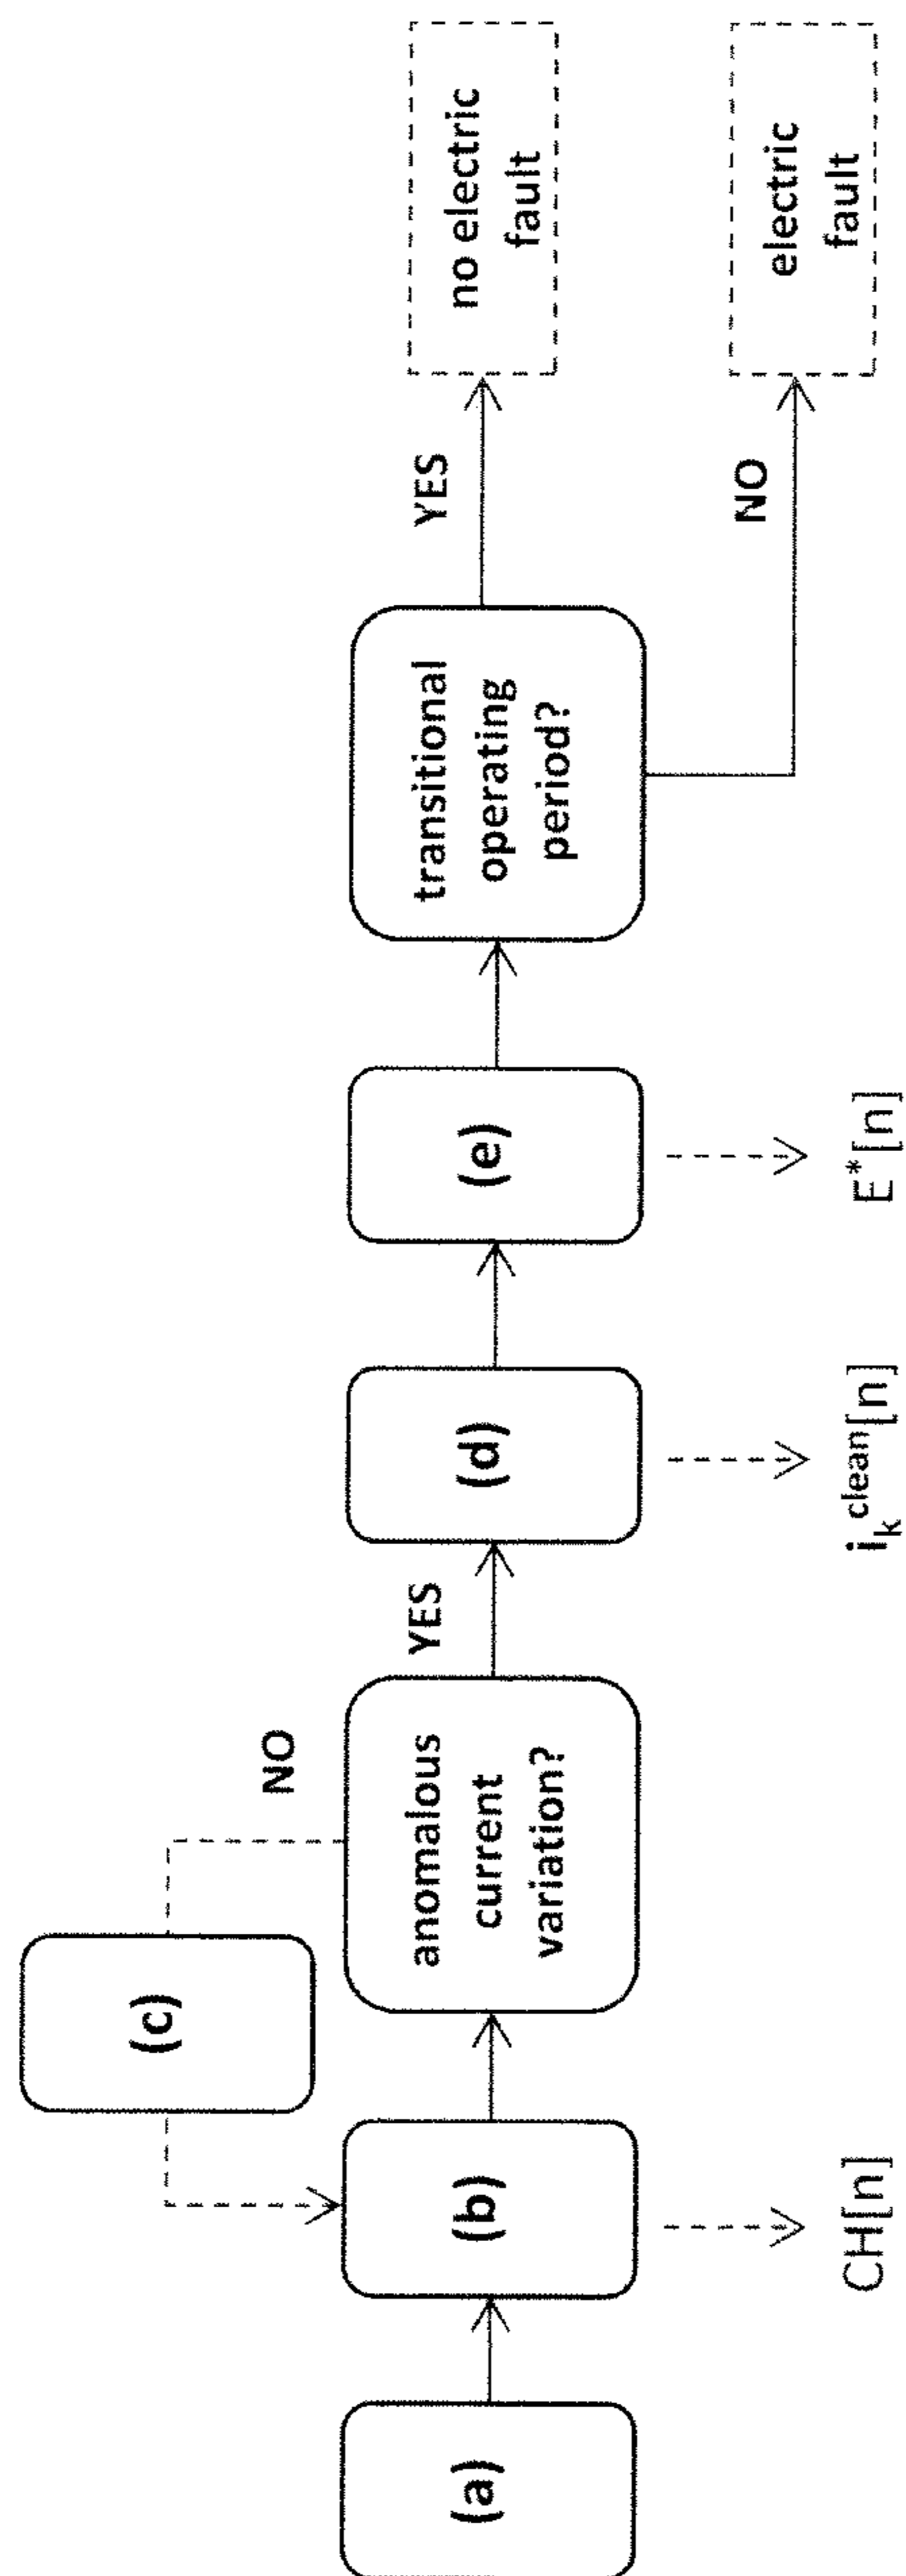 (a)
(b)
CH[n]
(c)
NO
anomalous
current
variation?
YES
(d)
i_k^clean[n]
(e)
E*[n]
transitional
operating
period?
YES
no electric
fault
NO
electric
fault